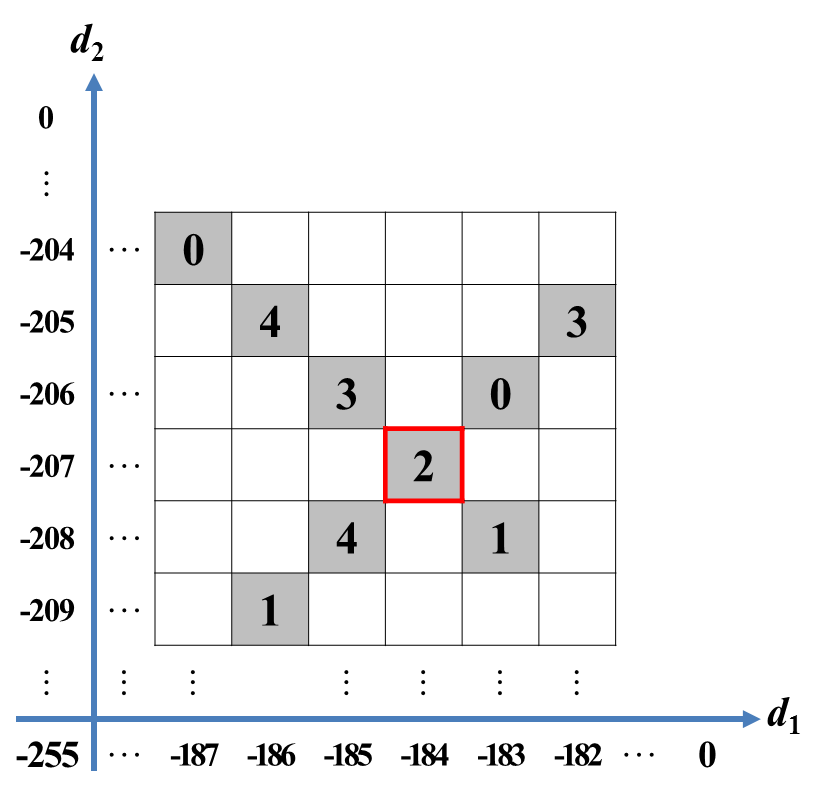 d₂
0
⋮
-204 ⋯ 0
-205 4 3
-206 ⋯ 3 0
-207 ⋯ 2
-208 ⋯ 4 1
-209 ⋯ 1
⋮ ⋮ ⋮ ⋮ ⋮ ⋮ ⋮
d₁
-255 ⋯ -187 -186 -185 -184 -183 -182 ⋯ 0